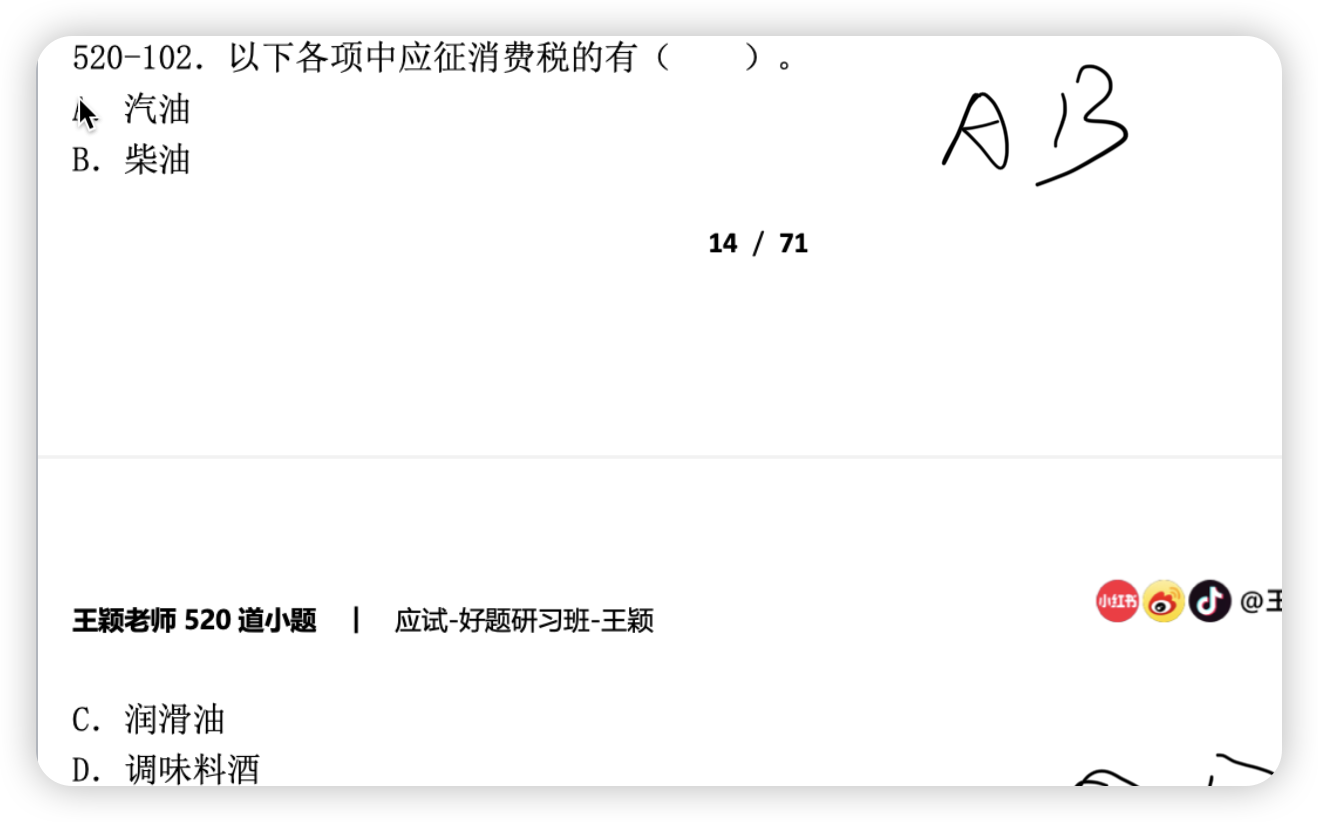 520-102. 以下各项中应征消费税的有（　　）。
A. 汽油
B. 柴油
A B
14 / 71
小红书 @王
王颖老师 520 道小题 | 应试-好题研习班-王颖
C. 润滑油
D. 调味料酒